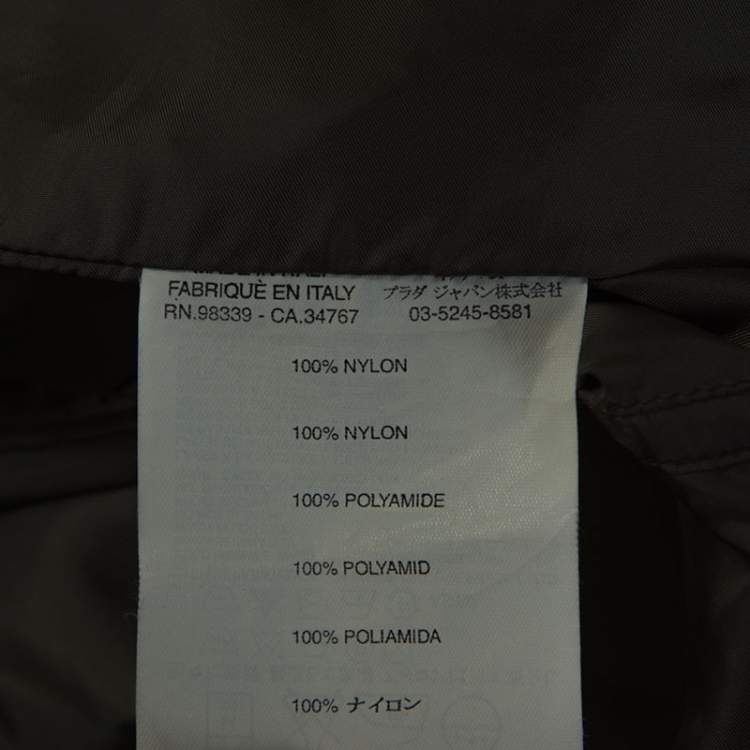 FABRIQUÈ EN ITALY プラダ ジャパン株式会社
RN.98339 - CA.34767 03-5245-8581
100% NYLON
100% NYLON
100% POLYAMIDE
100% POLYAMID
100% POLIAMIDA
100% ナイロン